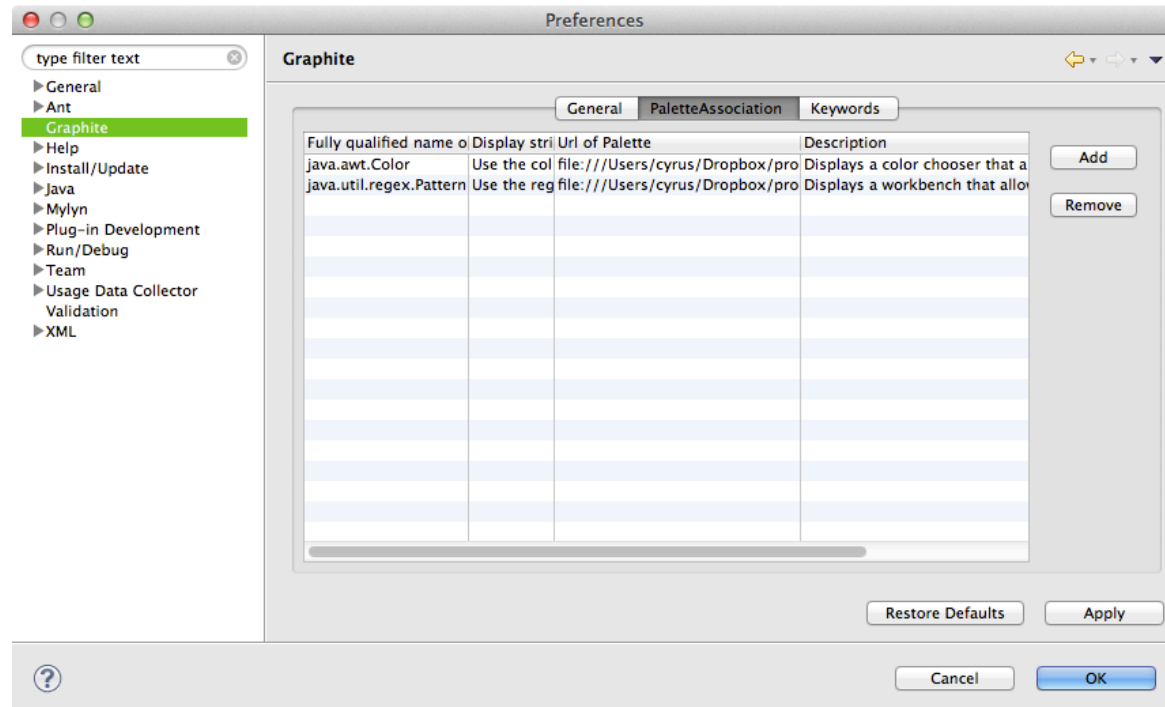 Preferences
type filter text
General
Ant
Graphite
Help
Install/Update
Java
Mylyn
Plug-in Development
Run/Debug
Team
Usage Data Collector
Validation
XML
Graphite
General PaletteAssociation Keywords
Fully qualified name o Display stri Url of Palette Description
java.awt.Color Use the col file:///Users/cyrus/Dropbox/pro Displays a color chooser that a
java.util.regex.Pattern Use the reg file:///Users/cyrus/Dropbox/pro Displays a workbench that allo
Add
Remove
Restore Defaults Apply
? Cancel OK